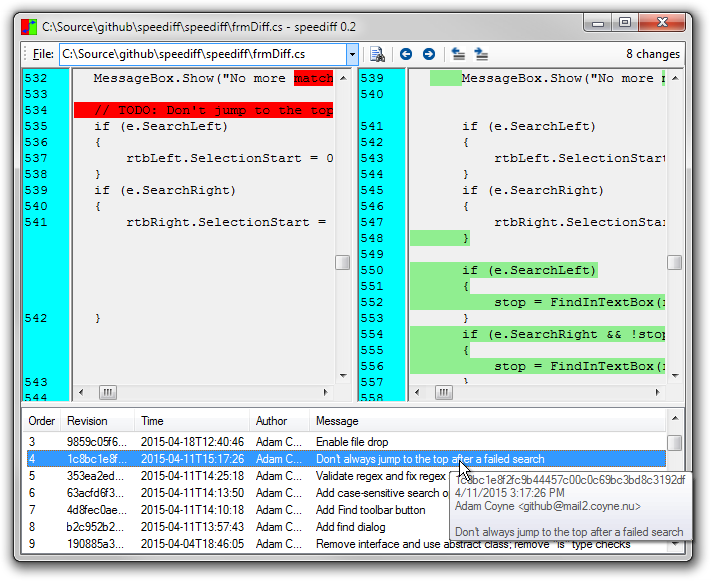 C:\Source\github\speediff\speediff\frmDiff.cs - speediff 0.2
File: C:\Source\github\speediff\speediff\frmDiff.cs 8 changes
532 MessageBox.Show("No more match
533
534 // TODO: Don't jump to the top
535 if (e.SearchLeft)
536 {
537 rtbLeft.SelectionStart = 0
538 }
539 if (e.SearchRight)
540 {
541 rtbRight.SelectionStart =
542 }
543
544
539 MessageBox.Show("No more
540
541 if (e.SearchLeft)
542 {
543 rtbLeft.SelectionStart
544 }
545 if (e.SearchRight)
546 {
547 rtbRight.SelectionSta
548 }
549
550 if (e.SearchLeft)
551 {
552 stop = FindInTextBox(
553 }
554 if (e.SearchRight && !stop
555 {
556 stop = FindInTextBox(
557 }
558
Order Revision Time Author Message
3 9859c05f6... 2015-04-18T12:40:46 Adam C... Enable file drop
4 1c8bc1e8f... 2015-04-11T15:17:26 Adam C... Don't always jump to the top after a failed search
5 353ea2ed... 2015-04-11T14:25:18 Adam C... Validate regex and fix regex
6 63acfd6f3... 2015-04-11T14:13:50 Adam C... Add case-sensitive search op
7 4d8fec0ae... 2015-04-11T14:10:18 Adam C... Add Find toolbar button
8 b2c952b2... 2015-04-11T13:57:43 Adam C... Add find dialog
9 190885a3... 2015-04-04T18:46:05 Adam C... Remove interface and use abstract class; remove "is" type checks
1c8bc1e8f2fc9b44457c00c0c69bc3bd8c3192df
4/11/2015 3:17:26 PM
Adam Coyne <github@mail2.coyne.nu>
Don't always jump to the top after a failed search